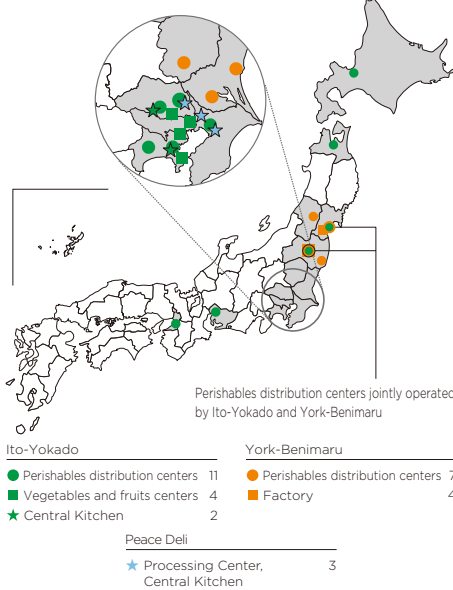 Perishables distribution centers jointly operated
by Ito-Yokado and York-Benimaru
Ito-Yokado
Perishables distribution centers 11
Vegetables and fruits centers 4
Central Kitchen 2
York-Benimaru
Perishables distribution centers 7
Factory 4
Peace Deli
Processing Center, 3
Central Kitchen